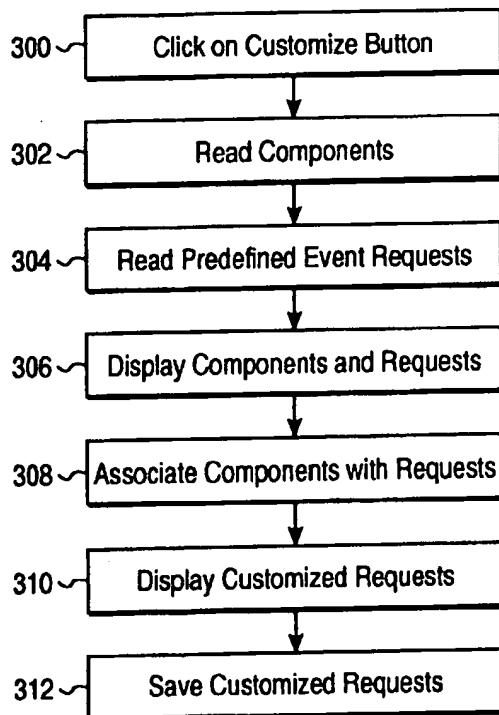 300 Click on Customize Button
302 Read Components
304 Read Predefined Event Requests
306 Display Components and Requests
308 Associate Components with Requests
310 Display Customized Requests
312 Save Customized Requests